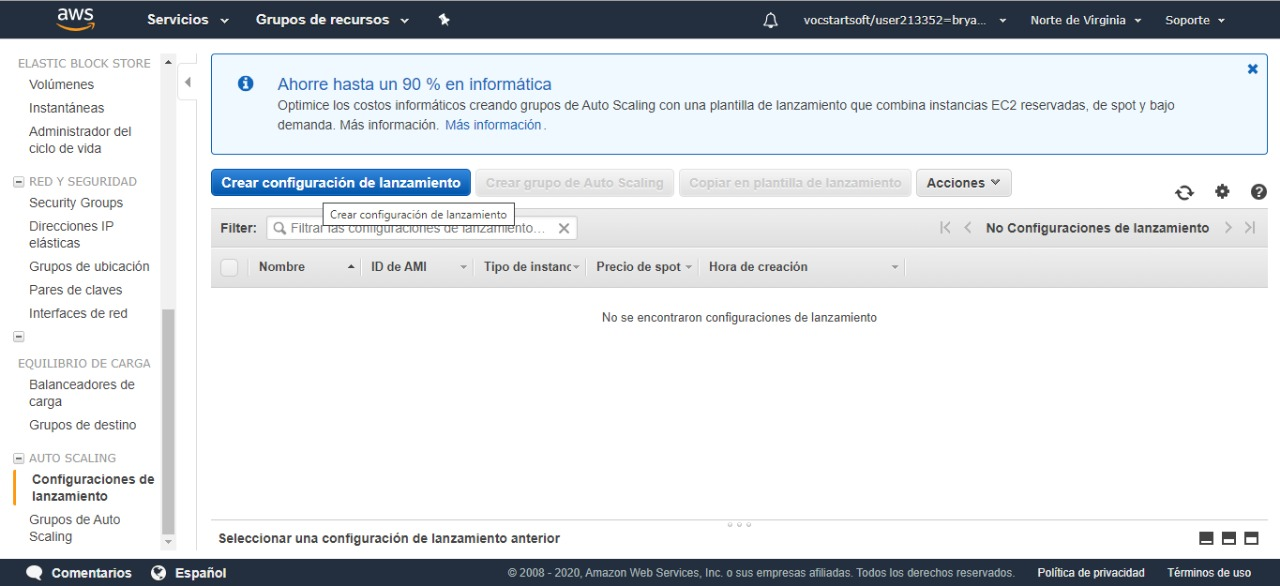 aws Servicios Grupos de recursos vocstartsoft/user213352=brya... Norte de Virginia Soporte
ELASTIC BLOCK STORE
Volúmenes
Instantáneas
Administrador del
ciclo de vida
RED Y SEGURIDAD
Security Groups
Direcciones IP
elásticas
Grupos de ubicación
Pares de claves
Interfaces de red
EQUILIBRIO DE CARGA
Balanceadores de
carga
Grupos de destino
AUTO SCALING
Configuraciones de
lanzamiento
Grupos de Auto
Scaling
Ahorre hasta un 90 % en informática
Optimice los costos informáticos creando grupos de Auto Scaling con una plantilla de lanzamiento que combina instancias EC2 reservadas, de spot y bajo
demanda. Más información. Más información.
Crear configuración de lanzamiento Crear grupo de Auto Scaling Copiar en plantilla de lanzamiento Acciones
Crear configuración de lanzamiento
Filter: Filtrar las configuraciones de lanzamiento... No Configuraciones de lanzamiento
Nombre ID de AMI Tipo de instanc Precio de spot Hora de creación
No se encontraron configuraciones de lanzamiento
Seleccionar una configuración de lanzamiento anterior
Comentarios Español © 2008 - 2020, Amazon Web Services, Inc. o sus empresas afiliadas. Todos los derechos reservados. Política de privacidad Términos de uso